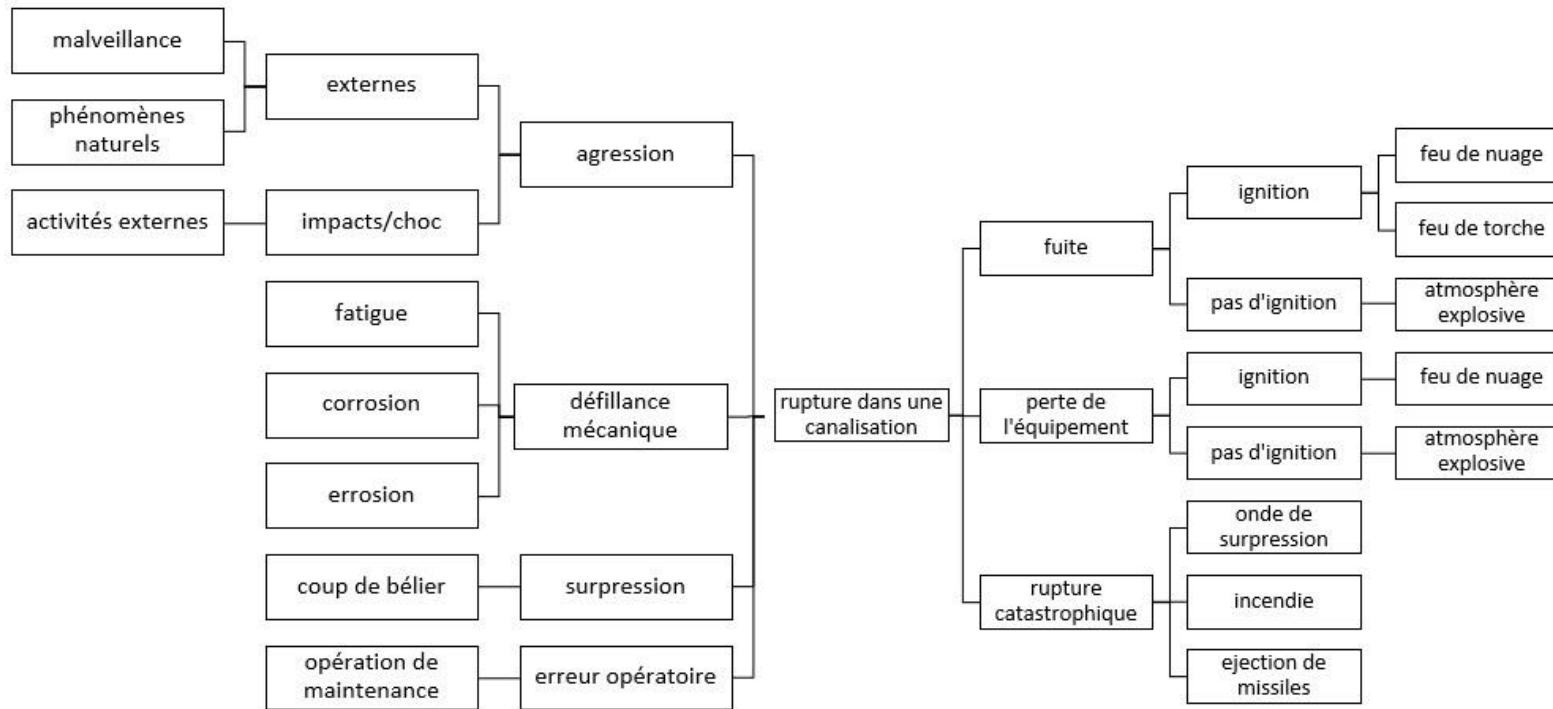 malveillance
phénomènes
naturels
activités externes
externes
impacts/choc
fatigue
corrosion
errosion
coup de bélier
opération de
maintenance
agression
défillance
mécanique
surpression
erreur opératoire
rupture dans une
canalisation
fuite
perte de
l'équipement
rupture
catastrophique
ignition
pas d'ignition
ignition
pas d'ignition
onde de
surpression
incendie
ejection de
missiles
feu de nuage
feu de torche
atmosphère
explosive
feu de nuage
atmosphère
explosive